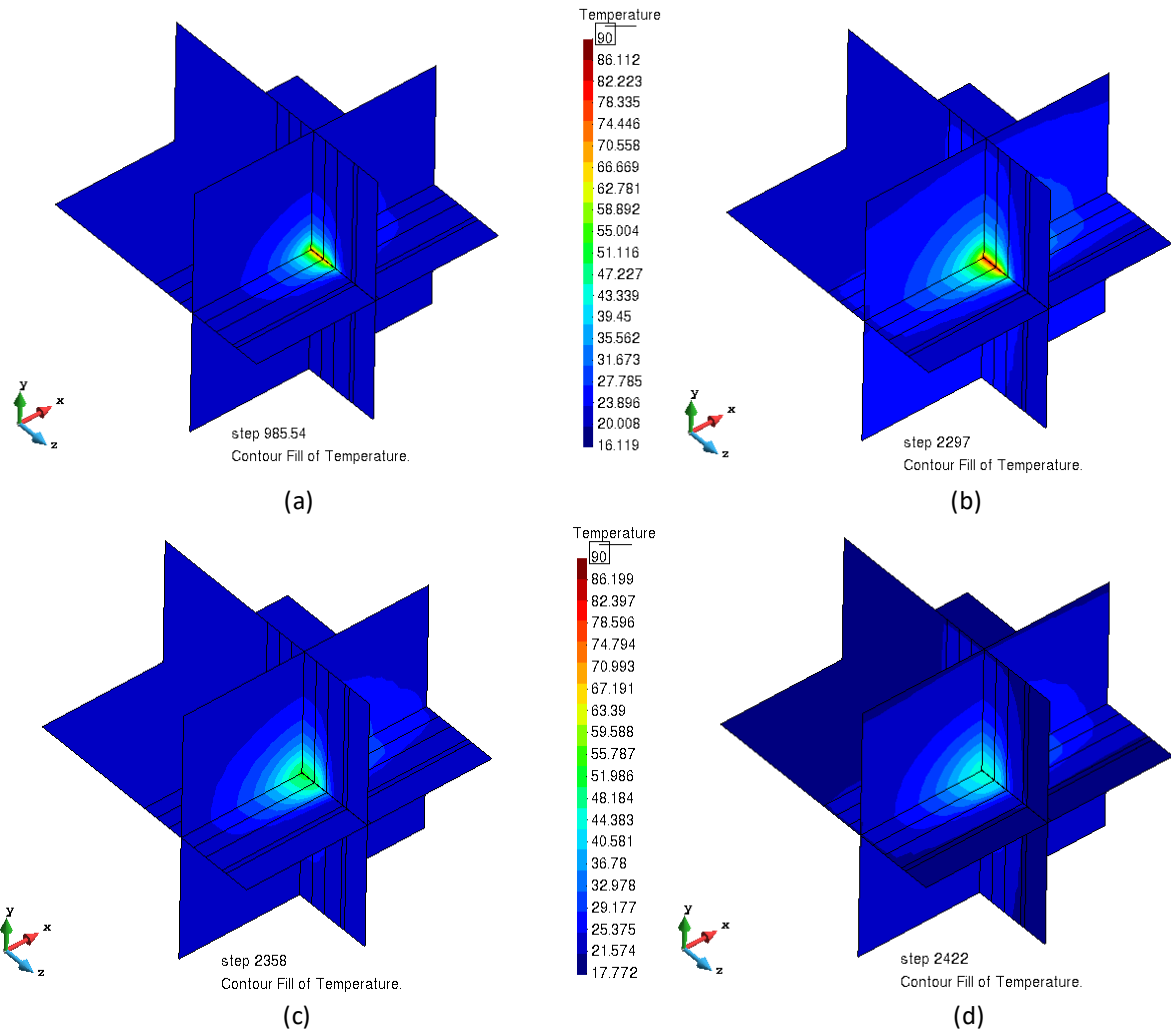 Temperature
90
86.112
82.223
78.335
74.446
70.558
66.669
62.781
58.892
55.004
51.116
47.227
43.339
39.45
35.562
31.673
27.785
23.896
20.008
16.119
y
x
z
step 985.54
Contour Fill of Temperature.
(a)
y
x
z
step 2297
Contour Fill of Temperature.
(b)
Temperature
90
86.199
82.397
78.596
74.794
70.993
67.191
63.39
59.588
55.787
51.986
48.184
44.383
40.581
36.78
32.978
29.177
25.375
21.574
17.772
y
x
z
step 2358
Contour Fill of Temperature.
(c)
y
x
z
step 2422
Contour Fill of Temperature.
(d)